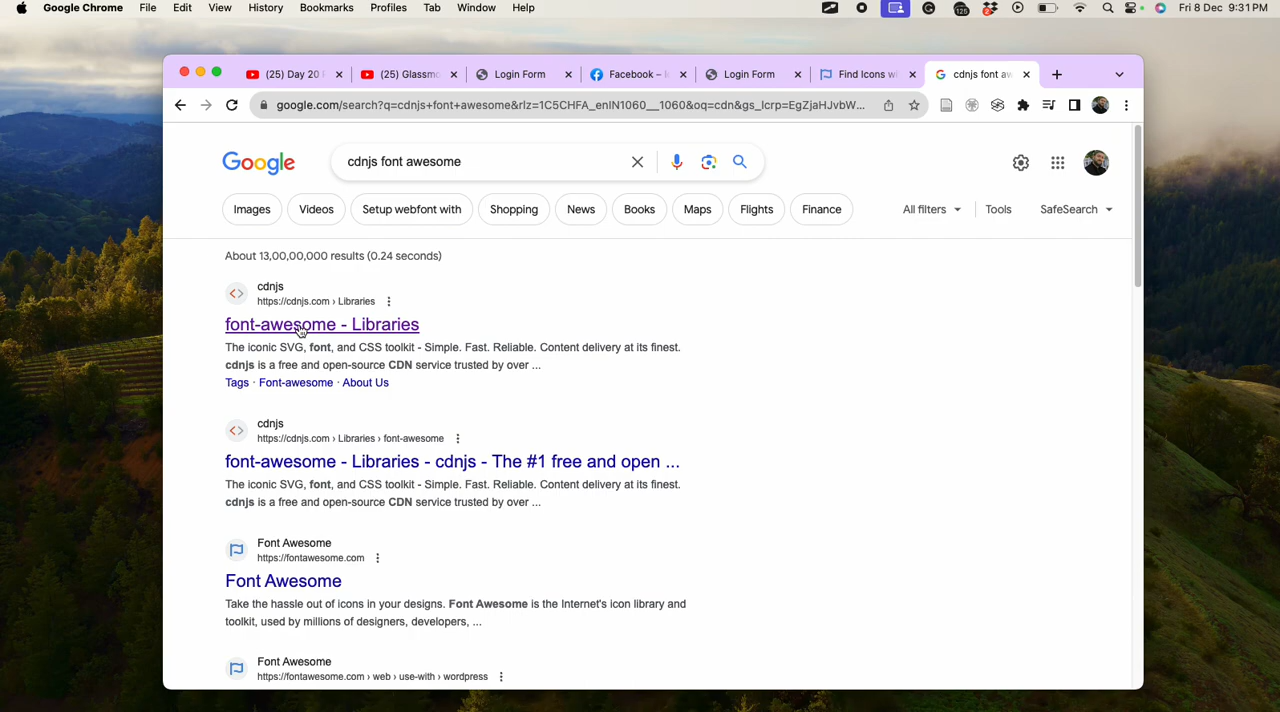 Google Chrome File Edit View History Bookmarks Profiles Tab Window Help 125 2 Fri 8 Dec 9:31 PM
(25) Day 20 (25) Glassmo Login Form Facebook – Login Form Find Icons wi cdnjs font aw
google.com/search?q=cdnjs+font+awesome&rlz=1C5CHFA_enIN1060__1060&oq=cdn&gs_lcrp=EgZjaHJvbW...
Google cdnjs font awesome
Images Videos Setup webfont with Shopping News Books Maps Flights Finance All filters Tools SafeSearch
About 13,00,00,000 results (0.24 seconds)
cdnjs
https://cdnjs.com › Libraries
font-awesome - Libraries
The iconic SVG, font, and CSS toolkit - Simple. Fast. Reliable. Content delivery at its finest.
cdnjs is a free and open-source CDN service trusted by over ...
Tags · Font-awesome · About Us
cdnjs
https://cdnjs.com › Libraries › font-awesome
font-awesome - Libraries - cdnjs - The #1 free and open ...
The iconic SVG, font, and CSS toolkit - Simple. Fast. Reliable. Content delivery at its finest.
cdnjs is a free and open-source CDN service trusted by over ...
Font Awesome
https://fontawesome.com
Font Awesome
Take the hassle out of icons in your designs. Font Awesome is the Internet's icon library and
toolkit, used by millions of designers, developers, ...
Font Awesome
https://fontawesome.com › web › use-with › wordpress